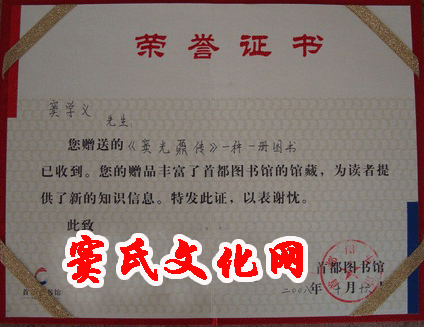 荣誉证书
窦学义 先生
您赠送的《窦光鼐传》一种一册图书
已收到。您的赠品丰富了首都图书馆的馆藏，为读者提
供了新的知识信息。特发此证，以表谢忱。
此致
窦氏文化网
首都图书馆